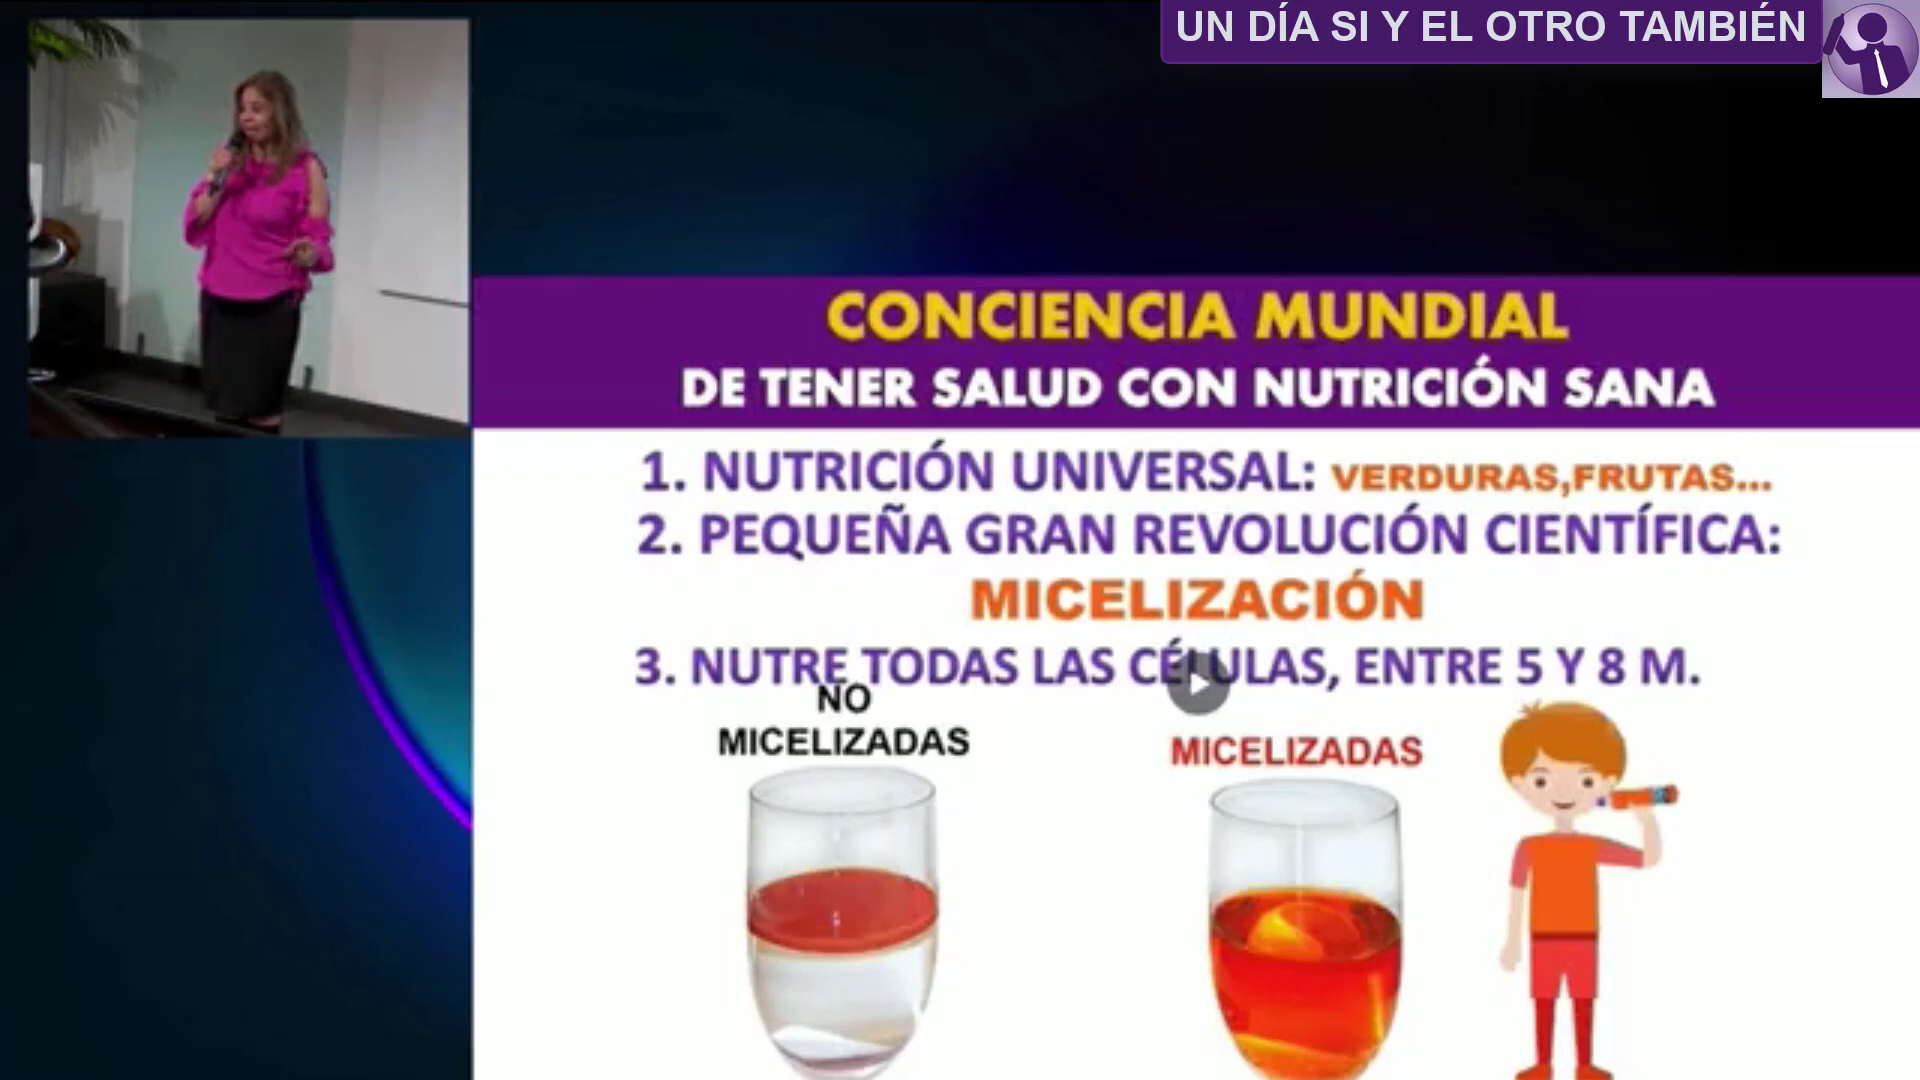 UN DÍA SI Y EL OTRO TAMBIÉN
CONCIENCIA MUNDIAL
DE TENER SALUD CON NUTRICIÓN SANA
1. NUTRICIÓN UNIVERSAL: VERDURAS,FRUTAS...
2. PEQUEÑA GRAN REVOLUCIÓN CIENTÍFICA:
MICELIZACIÓN
3. NUTRE TODAS LAS CÉLULAS, ENTRE 5 Y 8 M.
NO
MICELIZADAS
MICELIZADAS